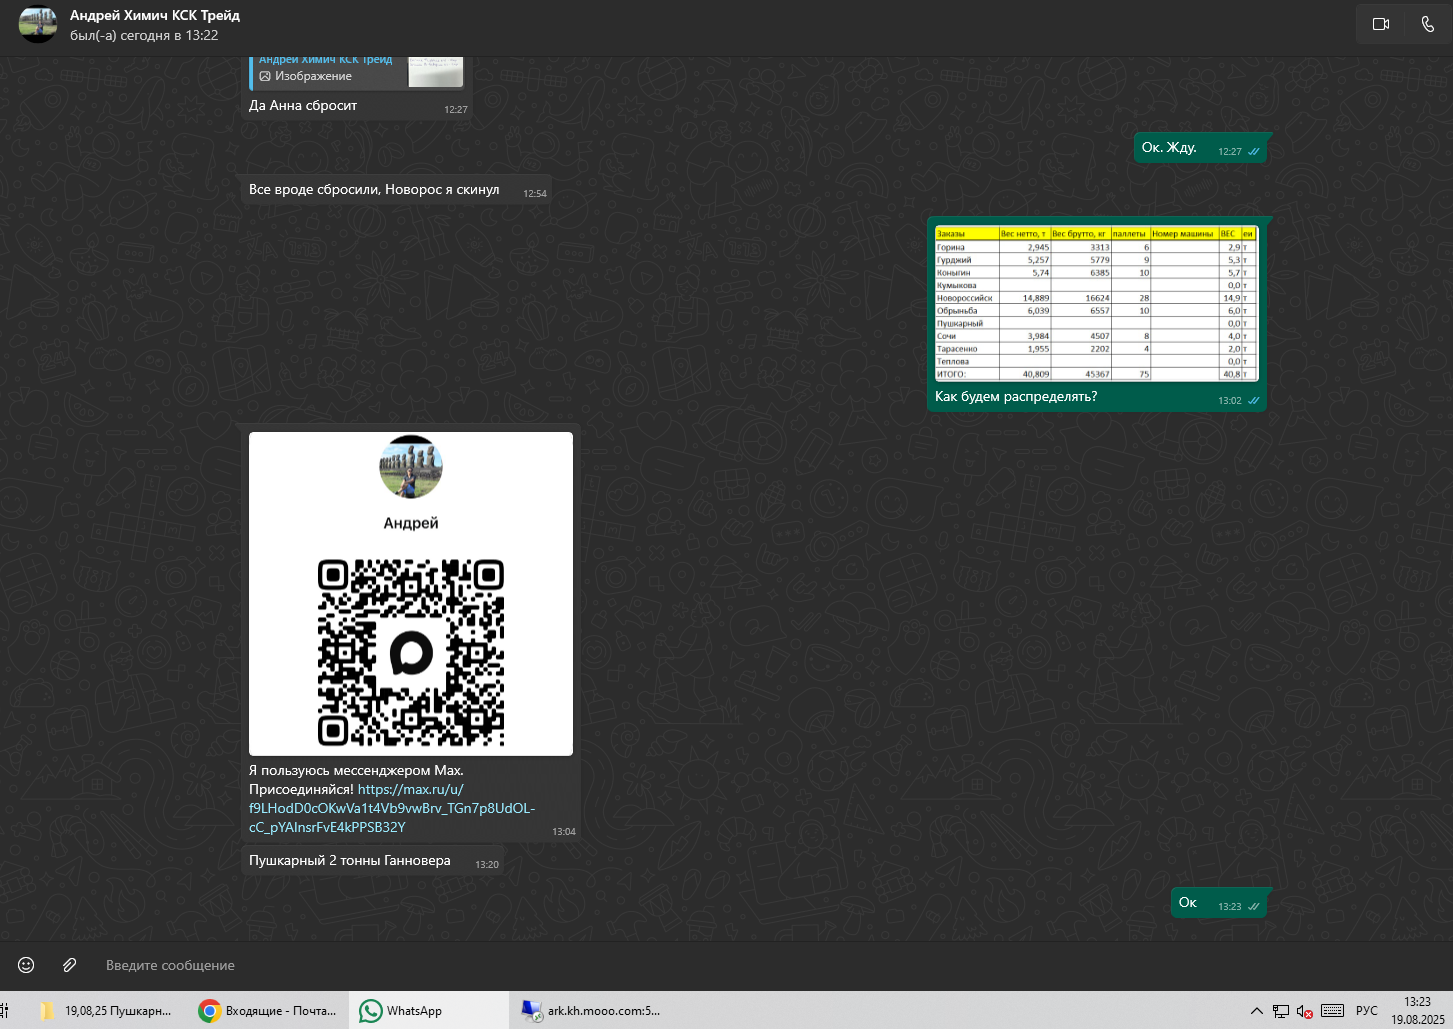 Андрей Химич КСК Трейд
был(-а) сегодня в 13:22
Андрей Химич КСК Трейд
Изображение
Да Анна сбросит 12:27
Ок. Жду. 12:27
Все вроде сбросили, Новорос я скинул 12:54
Заказы Вес нетто, т Вес брутто, кг паллеты Номер машины ВЕС еи
Горина 2,945 3313 6 2,9 т
Гурджий 5,257 5779 9 5,3 т
Коныгин 5,74 6385 10 5,7 т
Кумыкова 0,0 т
Новороссийск 14,889 16624 28 14,9 т
Обрыньба 6,039 6557 10 6,0 т
Пушкарный 0,0 т
Сочи 3,984 4507 8 4,0 т
Тарасенко 1,955 2202 4 2,0 т
Теплова 0,0 т
ИТОГО: 40,809 45367 75 40,8 т
Как будем распределять? 13:02
Андрей
Я пользуюсь мессенджером Max.
Присоединяйся! https://max.ru/u/
f9LHodD0cOKwVa1t4Vb9vwBrv_TGn7p8UdOL-
cC_pYAlnsrFvE4kPPSB32Y 13:04
Пушкарный 2 тонны Ганновера 13:20
Ок 13:23
Введите сообщение
19,08,25 Пушкарн...
Входящие - Почта...
WhatsApp
ark.kh.mooo.com:5...
РУС
13:23
19.08.2025